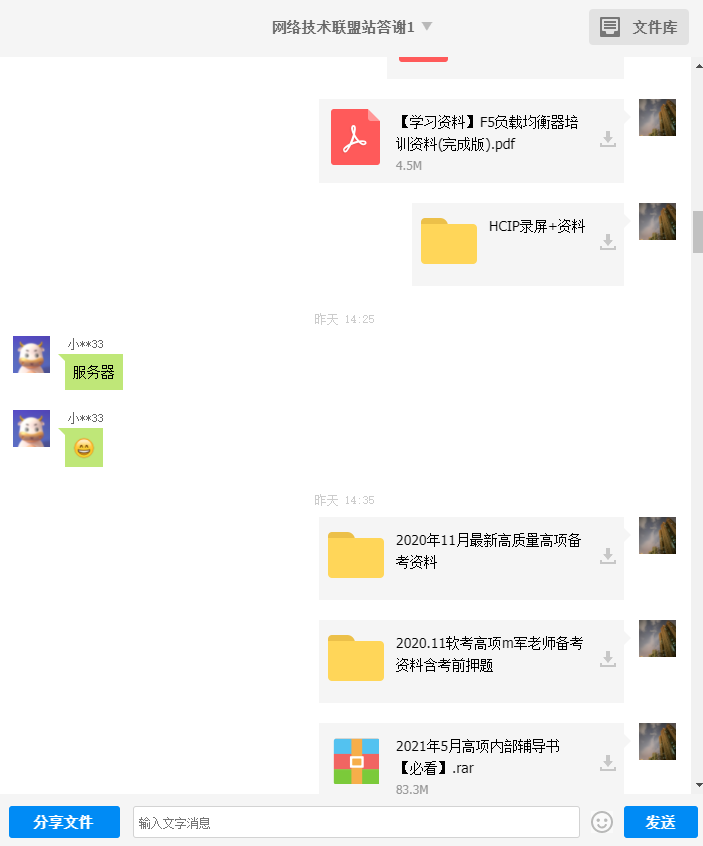 网络技术联盟站答谢1
文件库
【学习资料】F5负载均衡器培
训资料(完成版).pdf
4.5M
HCIP录屏+资料
昨天 14:25
小**33
服务器
小**33
昨天 14:35
2020年11月最新高质量高项备
考资料
2020.11软考高项m军老师备考
资料含考前押题
2021年5月高项内部辅导书
【必看】.rar
83.3M
分享文件
输入文字消息
发送